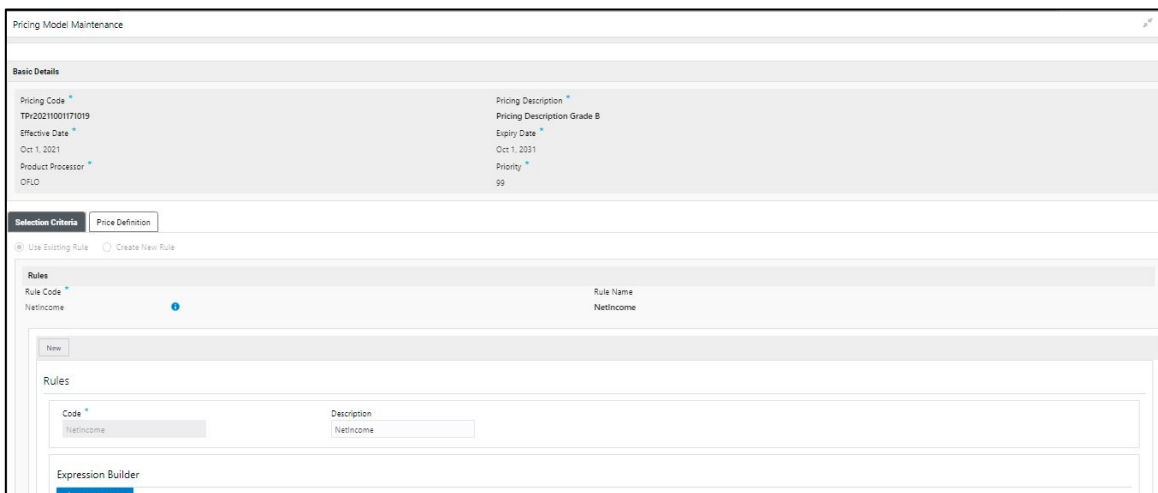 Pricing Model Maintenance
Basic Details
Pricing Code * Pricing Description *
TPr20211001171019 Pricing Description Grade B
Effective Date * Expiry Date *
Oct 1, 2021 Oct 1, 2031
Product Processor * Priority *
OFLO 99
Selection Criteria Price Definition
Use Existing Rule Create New Rule
Rules
Rule Code * Rule Name
NetIncome NetIncome
New
Rules
Code * Description
NetIncome NetIncome
Expression Builder